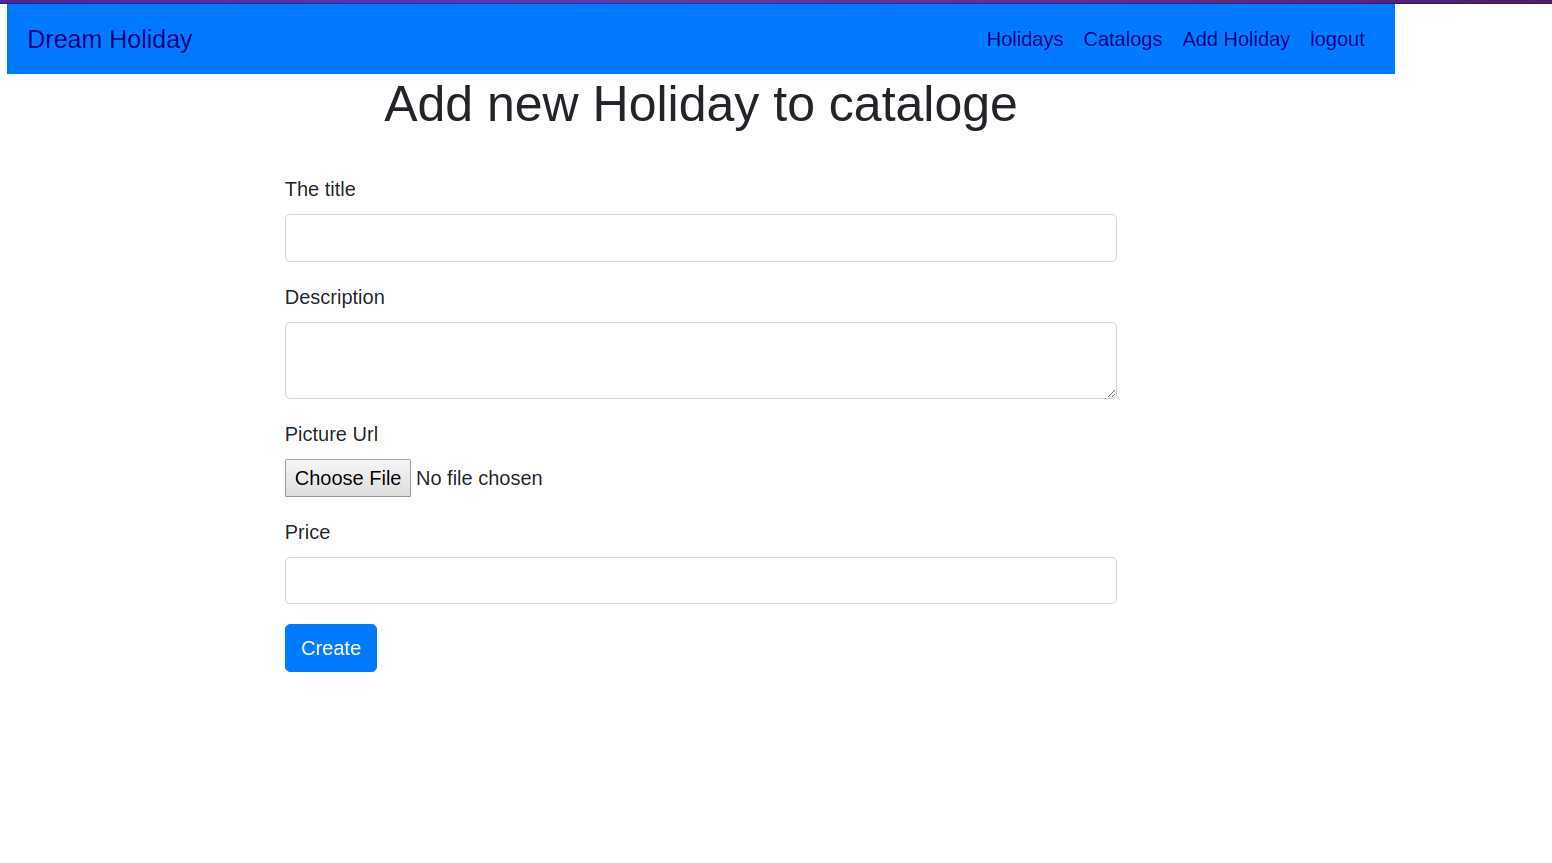 Dream Holiday Holidays Catalogs Add Holiday logout
Add new Holiday to cataloge
The title
Description
Picture Url
Choose File No file chosen
Price
Create